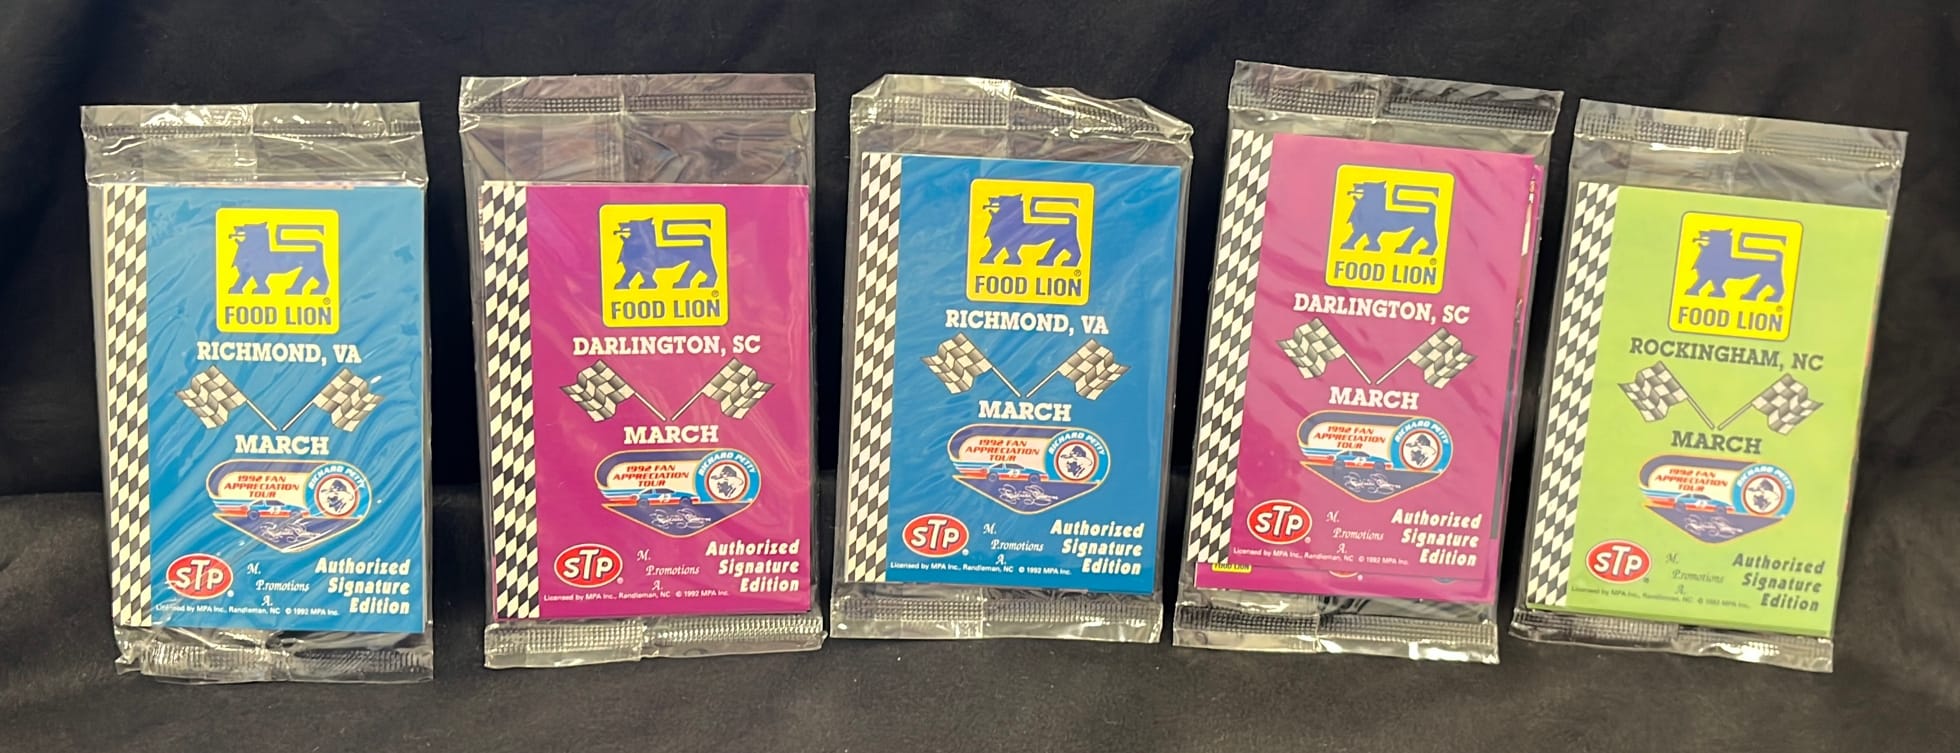 FOOD LION
RICHMOND, VA
MARCH
1992 FAN
APPRECIATION
TOUR
RICHARD PETTY
43
STP
M.
Promotions
A.
Authorized
Signature
Edition
Licensed by MPA Inc., Randleman, NC © 1992 MPA Inc.
FOOD LION
DARLINGTON, SC
MARCH
1992 FAN
APPRECIATION
TOUR
RICHARD PETTY
43
STP
M.
Promotions
A.
Authorized
Signature
Edition
Licensed by MPA Inc., Randleman, NC © 1992 MPA Inc.
FOOD LION
RICHMOND, VA
MARCH
1992 FAN
APPRECIATION
TOUR
RICHARD PETTY
STP
M.
Promotions
A.
Authorized
Signature
Edition
Licensed by MPA Inc., Randleman, NC © 1992 MPA Inc.
FOOD LION
DARLINGTON, SC
MARCH
1992 FAN
APPRECIATION
TOUR
RICHARD PETTY
STP
M.
Promotions
A.
Authorized
Signature
Edition
Licensed by MPA Inc., Randleman, NC © 1992 MPA Inc.
FOOD LION
FOOD LION
ROCKINGHAM, NC
MARCH
1992 FAN
APPRECIATION
TOUR
RICHARD PETTY
STP
M.
Promotions
A.
Authorized
Signature
Edition
Licensed by MPA Inc., Randleman, NC © 1992 MPA Inc.